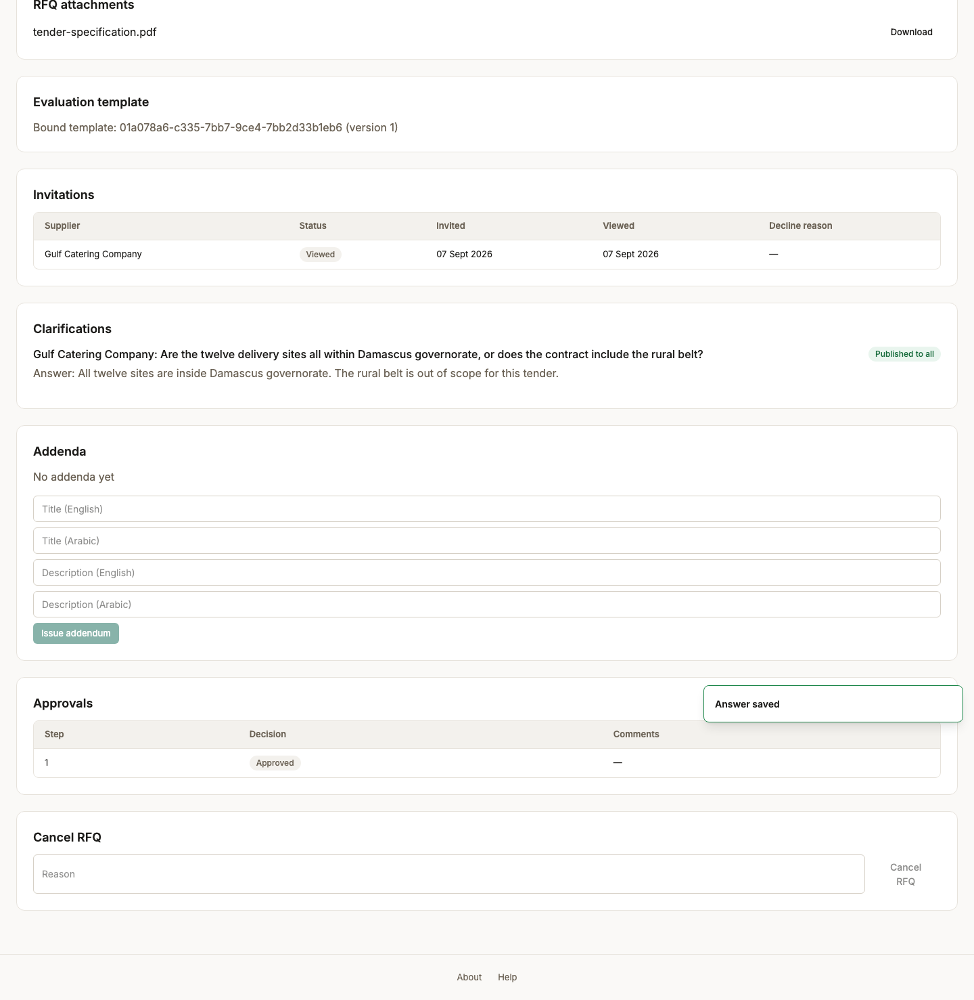 RFQ attachments
tender-specification.pdf Download
Evaluation template
Bound template: 01a078a6-c335-7bb7-9ce4-7bb2d33b1eb6 (version 1)
Invitations
Supplier Status Invited Viewed Decline reason
Gulf Catering Company Viewed 07 Sept 2026 07 Sept 2026 —
Clarifications
Gulf Catering Company: Are the twelve delivery sites all within Damascus governorate, or does the contract include the rural belt? Published to all
Answer: All twelve sites are inside Damascus governorate. The rural belt is out of scope for this tender.
Addenda
No addenda yet
Title (English)
Title (Arabic)
Description (English)
Description (Arabic)
Issue addendum
Approvals
Answer saved
Step Decision Comments
1 Approved —
Cancel RFQ
Reason
Cancel
RFQ
About Help